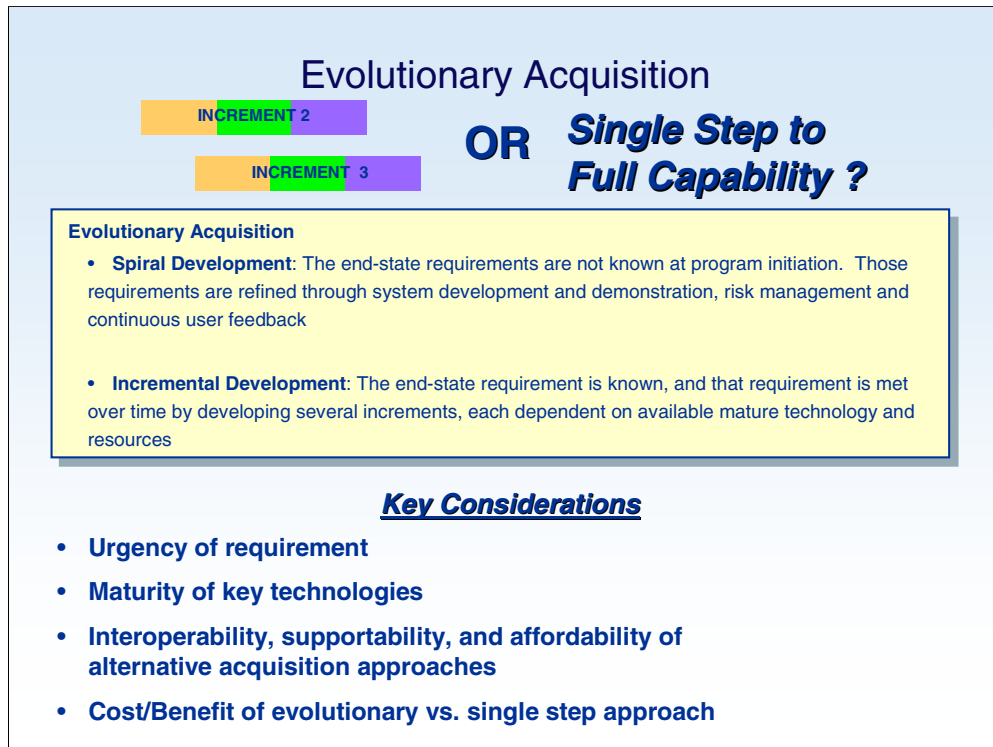 Evolutionary Acquisition
INCREMENT 2
INCREMENT 3
OR
Single Step to
Full Capability ?
Evolutionary Acquisition
• Spiral Development: The end-state requirements are not known at program initiation. Those
requirements are refined through system development and demonstration, risk management and
continuous user feedback
• Incremental Development: The end-state requirement is known, and that requirement is met
over time by developing several increments, each dependent on available mature technology and
resources
Key Considerations
• Urgency of requirement
• Maturity of key technologies
• Interoperability, supportability, and affordability of
alternative acquisition approaches
• Cost/Benefit of evolutionary vs. single step approach